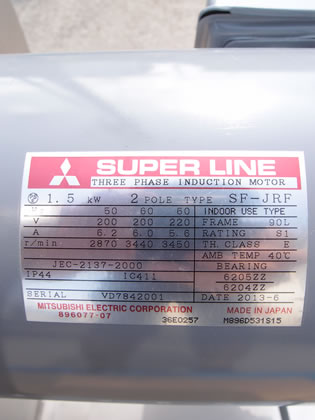 SUPER LINE
THREE PHASE INDUCTION MOTOR
1.5 kW 2 POLE TYPE SF-JRF
Hz 50 60 60 INDOOR USE TYPE
V 200 200 220 FRAME 90L
A 6.2 6.0 5.6 RATING S1
r/min 2870 3440 3450 TH. CLASS E
AMB TEMP 40℃
JEC-2137-2000 BEARING
IP44 IC411 6205ZZ
6204ZZ
SERIAL VD7842001 DATE 2013-6
MITSUBISHI ELECTRIC CORPORATION MADE IN JAPAN
896077-07 36E0257 M896D531S15